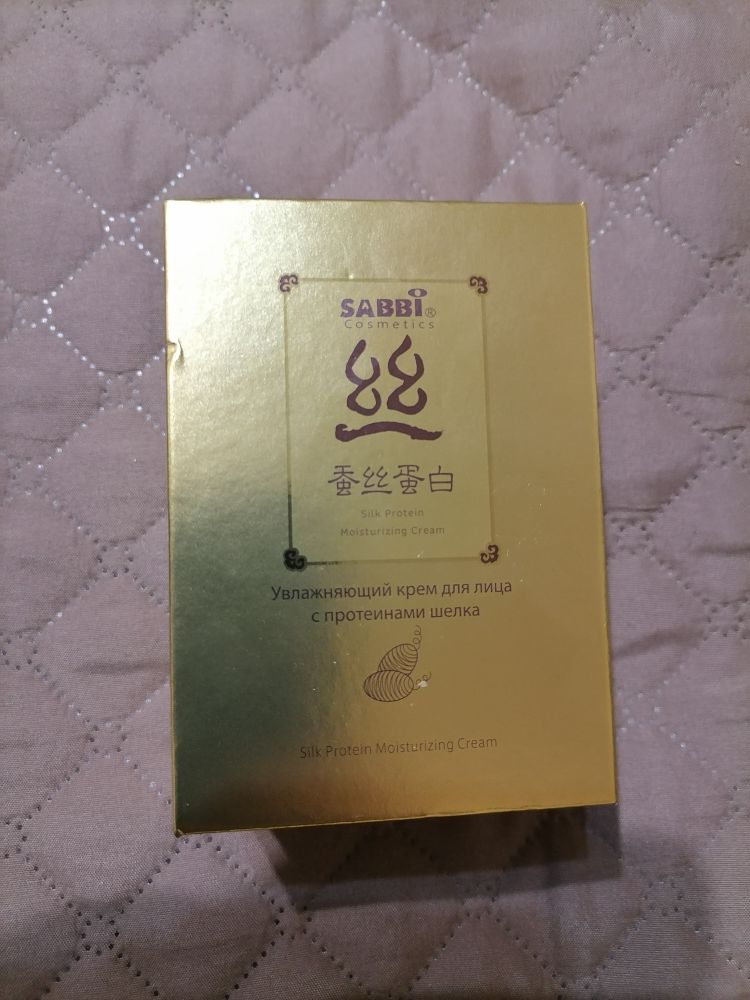 SABBi®
Cosmetics
丝
蚕丝蛋白
Silk Protein
Moisturizing Cream
Увлажняющий крем для лица
с протеинами шелка
Silk Protein Moisturizing Cream